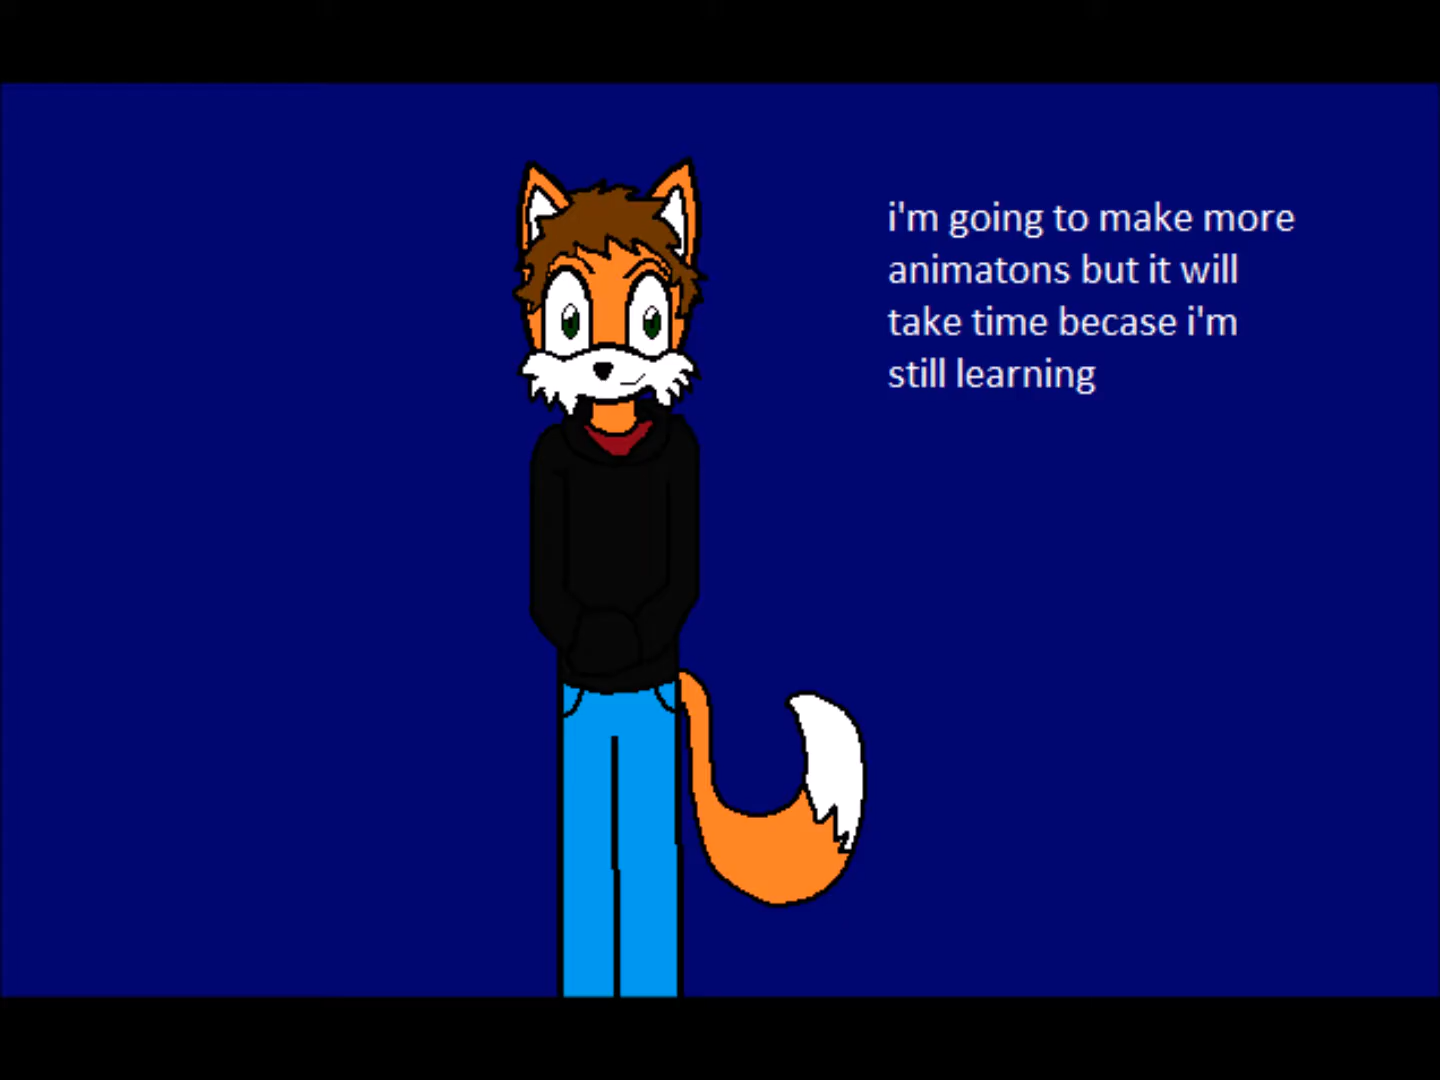 i'm going to make more
animatons but it will
take time becase i'm
still learning